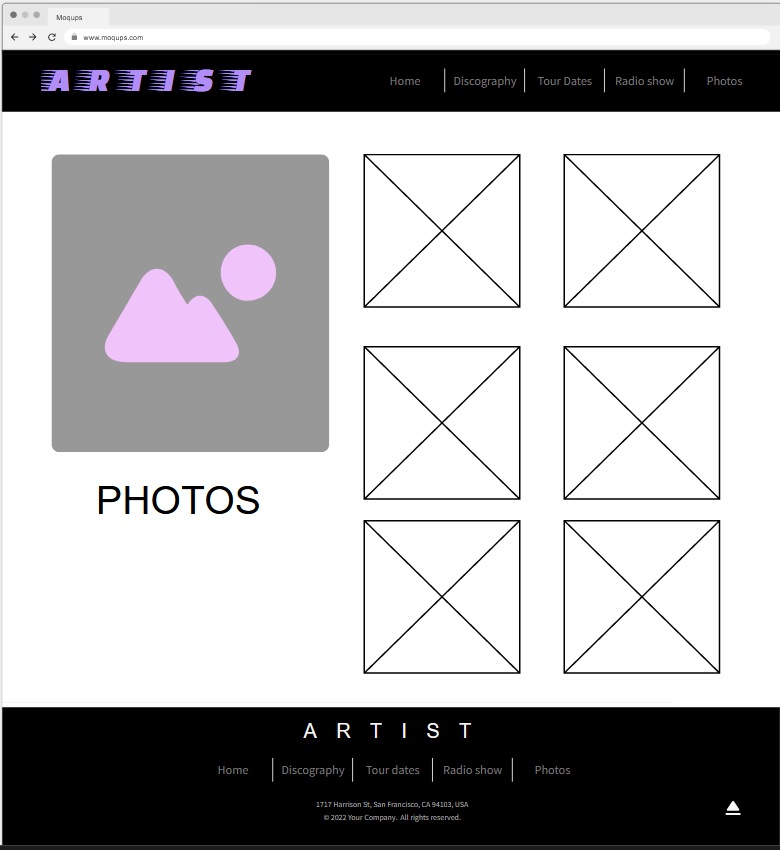 Moqups
www.moqups.com
ARTIST
Home Discography Tour Dates Radio show Photos
PHOTOS
ARTIST
Home Discography Tour dates Radio show Photos
1717 Harrison St, San Francisco, CA 94103, USA
© 2022 Your Company. All rights reserved.